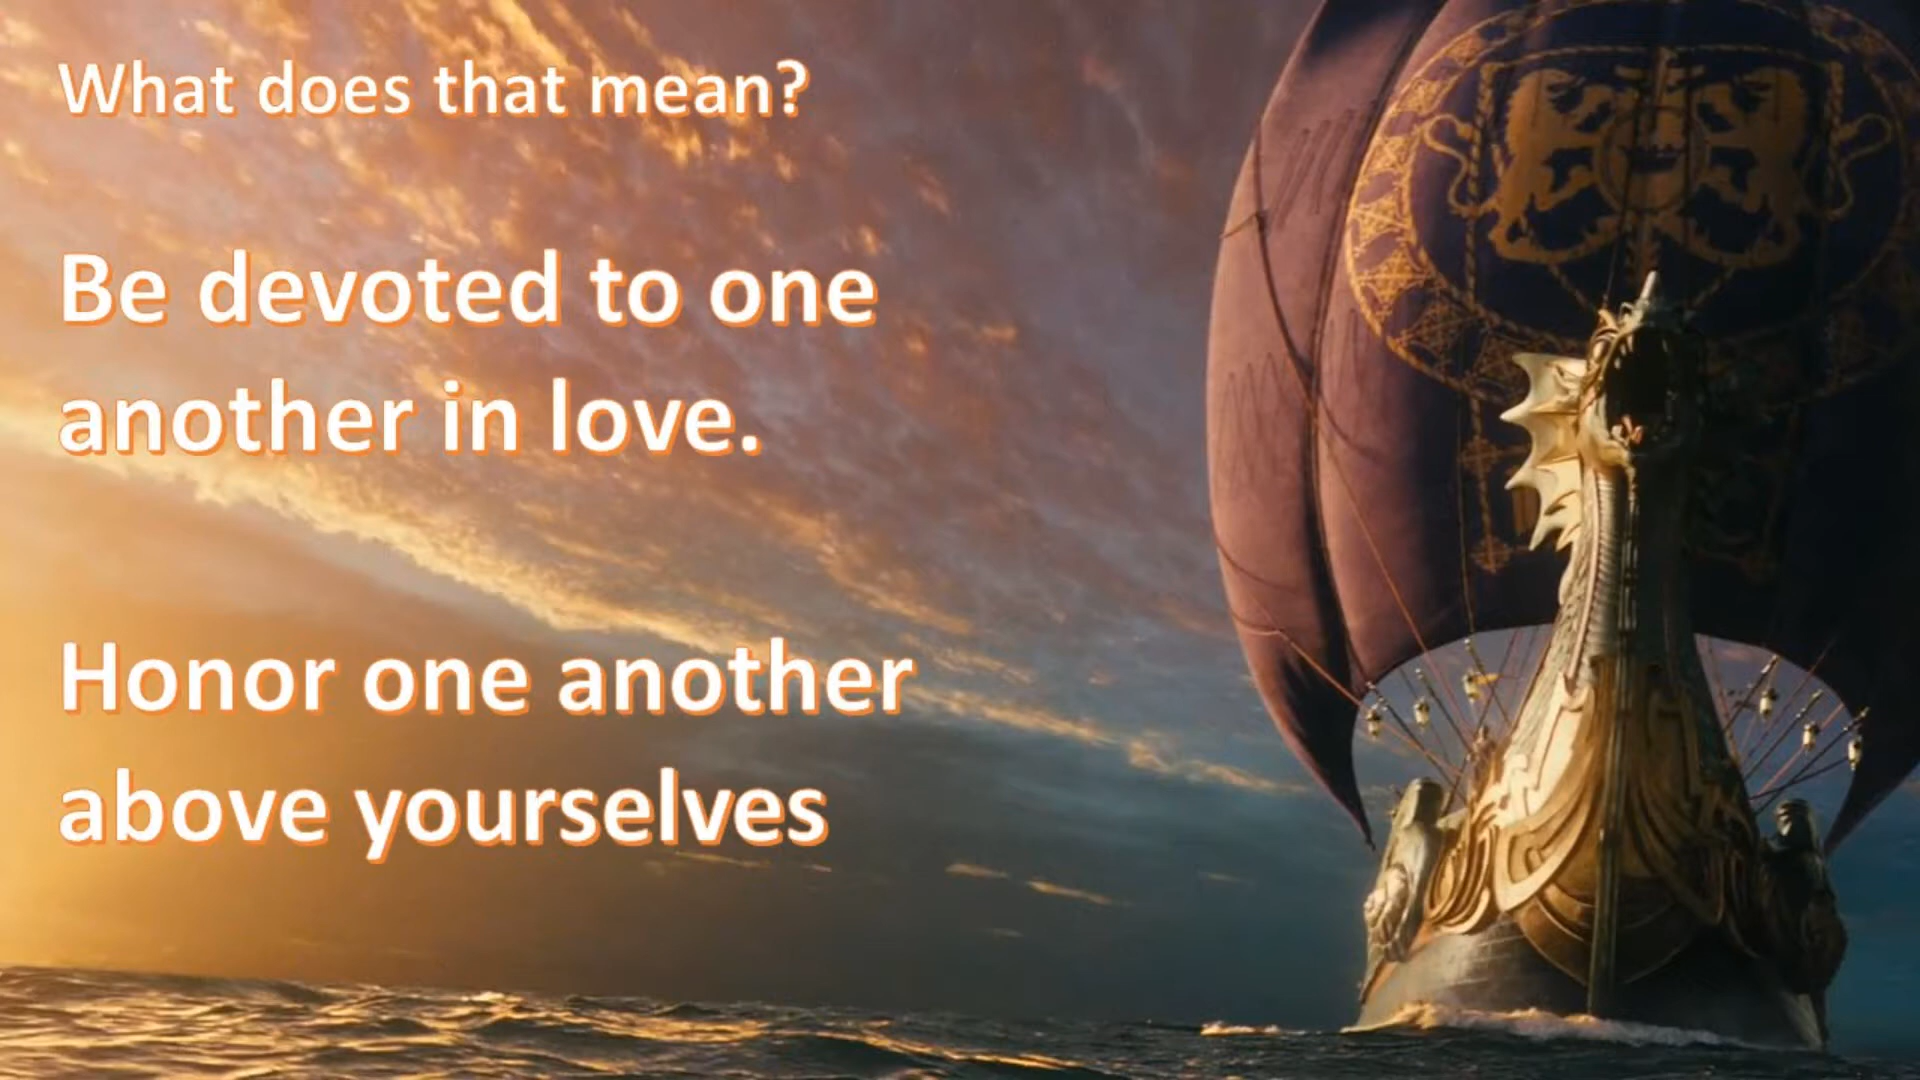 What does that mean?
Be devoted to one
another in love.
Honor one another
above yourselves